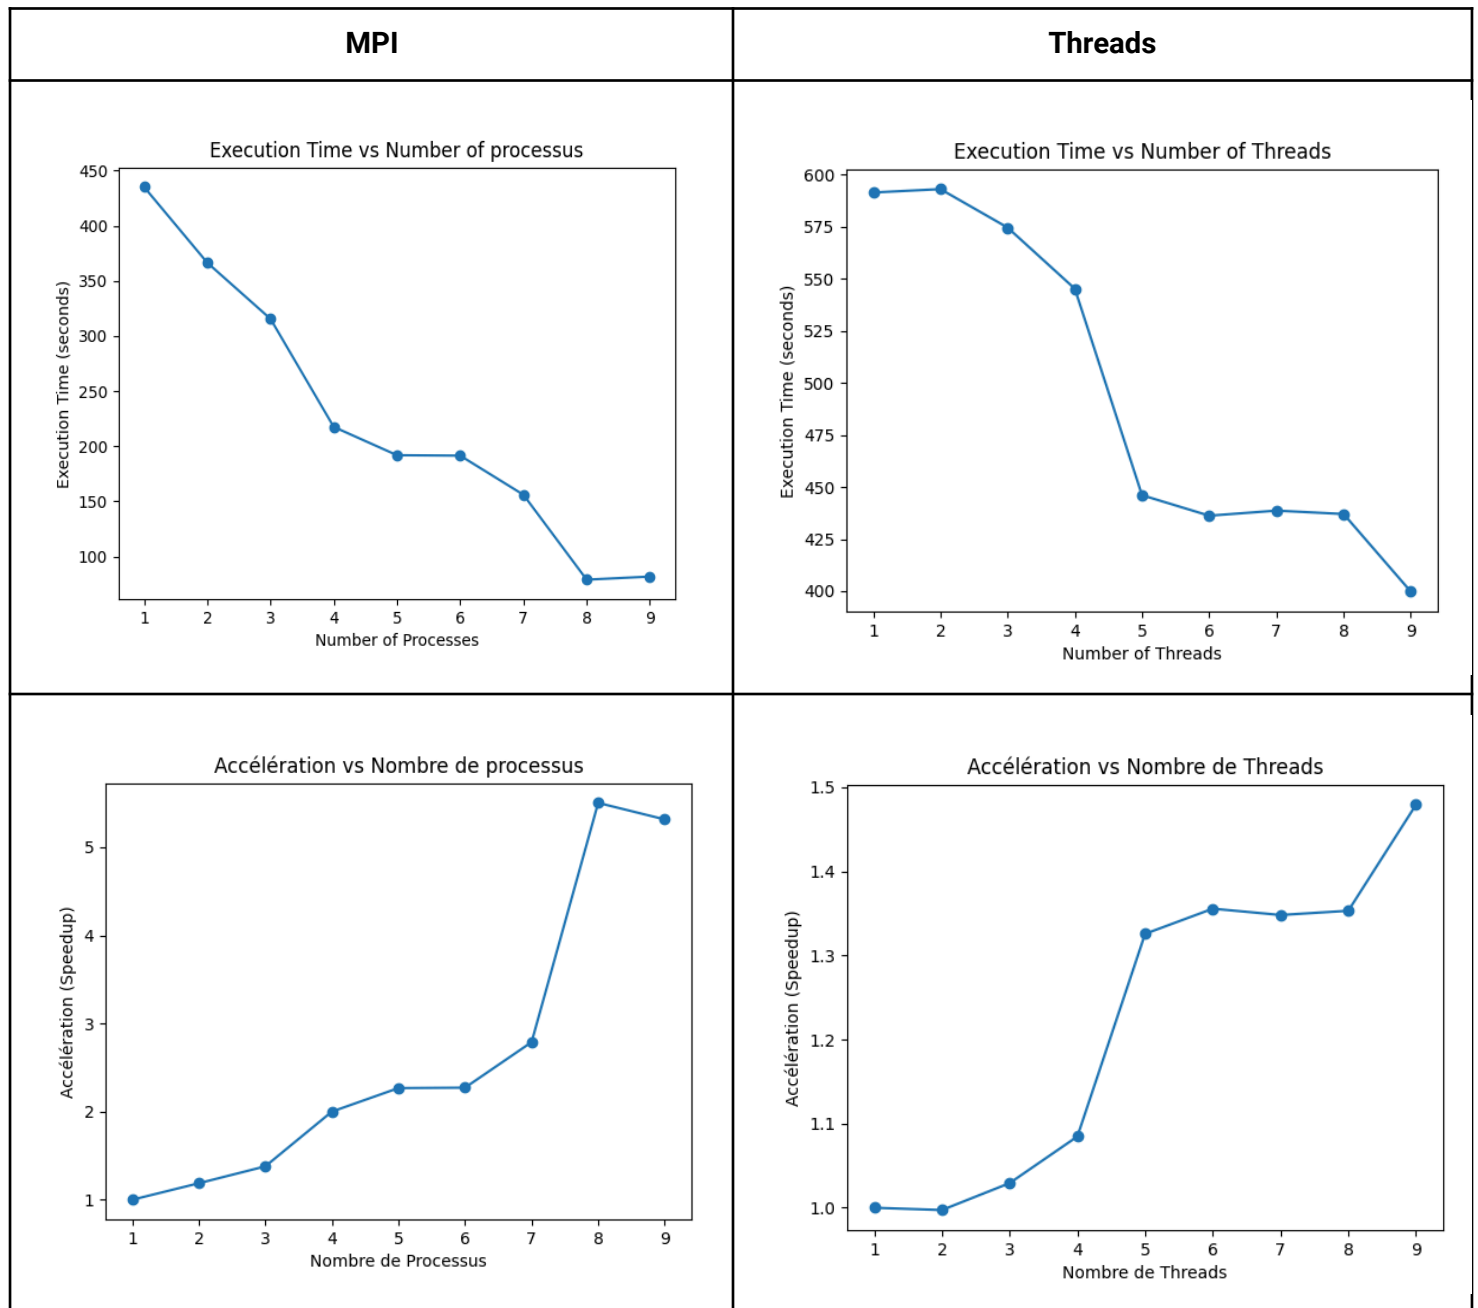 MPI
Threads
Execution Time vs Number of processus
Execution Time (seconds)
450
400
350
300
250
200
150
100
1 2 3 4 5 6 7 8 9
Number of Processes
Execution Time vs Number of Threads
Execution Time (seconds)
600
575
550
525
500
475
450
425
400
1 2 3 4 5 6 7 8 9
Number of Threads
Accélération vs Nombre de processus
Accélération (Speedup)
5
4
3
2
1
1 2 3 4 5 6 7 8 9
Nombre de Processus
Accélération vs Nombre de Threads
Accélération (Speedup)
1.5
1.4
1.3
1.2
1.1
1.0
1 2 3 4 5 6 7 8 9
Nombre de Threads